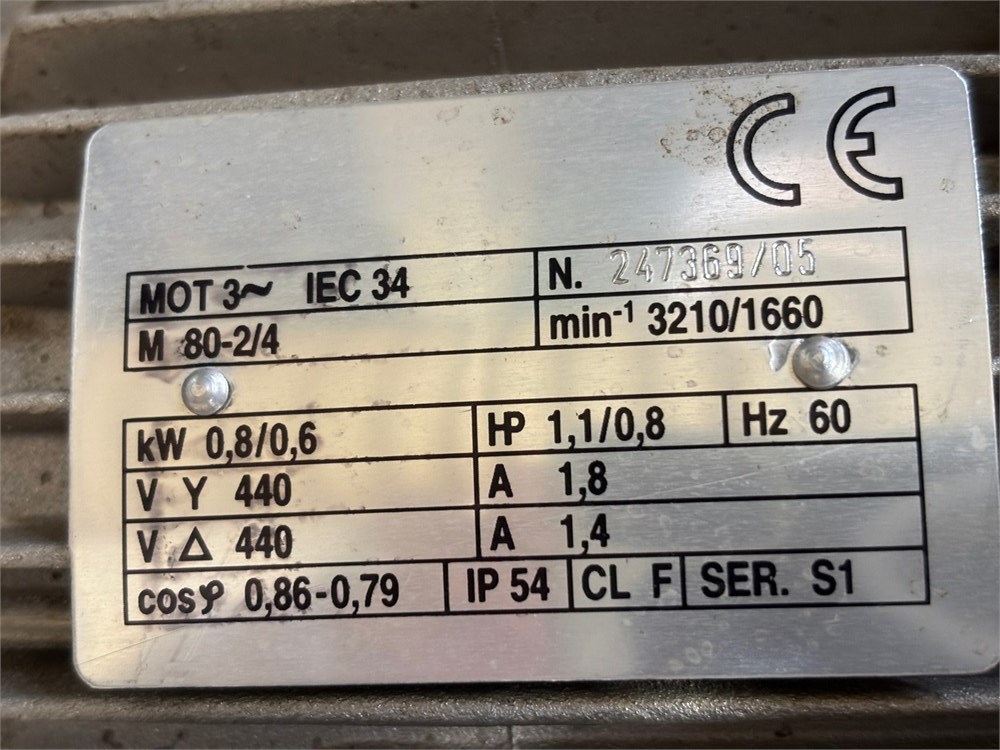 CE
MOT 3~ IEC 34
N. 247369/05
M 80-2/4
min-1 3210/1660
kW 0,8/0,6
HP 1,1/0,8
Hz 60
V Y 440
A 1,8
V Δ 440
A 1,4
cosφ 0,86-0,79
IP 54
CL F
SER. S1